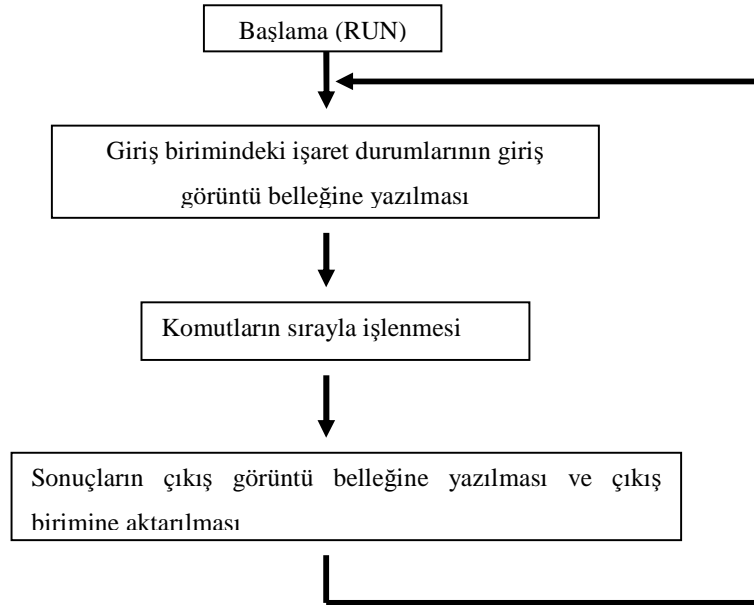 Başlama (RUN)
Giriş birimindeki işaret durumlarının giriş
görüntü belleğine yazılması
Komutların sırayla işlenmesi
Sonuçların çıkış görüntü belleğine yazılması ve çıkış
birimine aktarılması